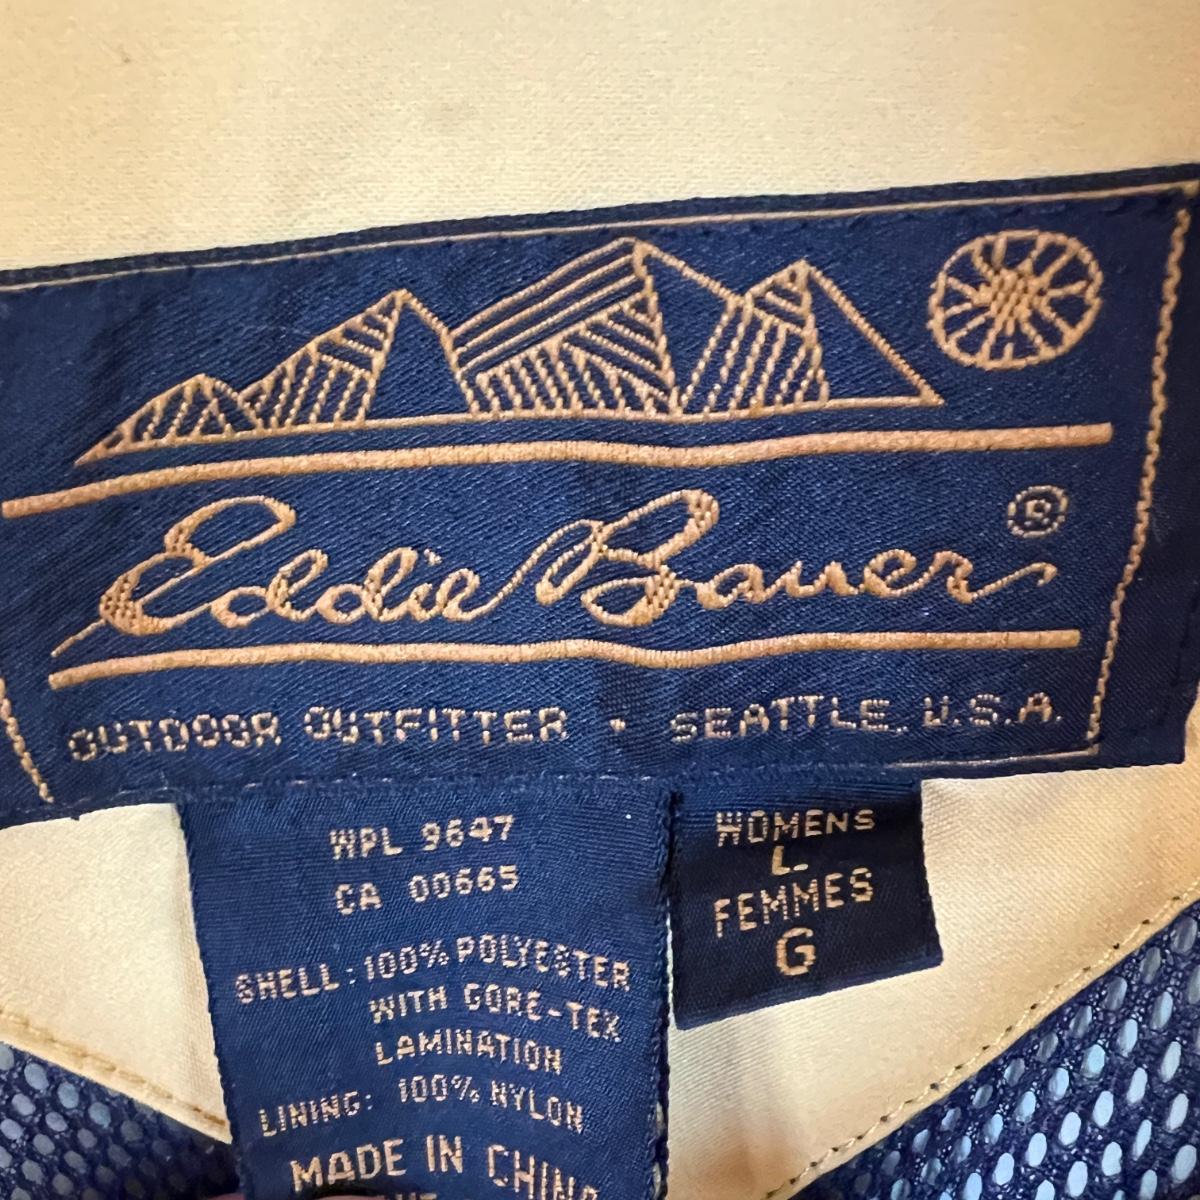 Eddie Bauer®
OUTDOOR OUTFITTER · SEATTLE, U.S.A.
WPL 9647
CA 00665
SHELL: 100% POLYESTER
WITH GORE-TEX
LAMINATION
LINING: 100% NYLON
MADE IN CHINA
WOMENS
L
FEMMES
G